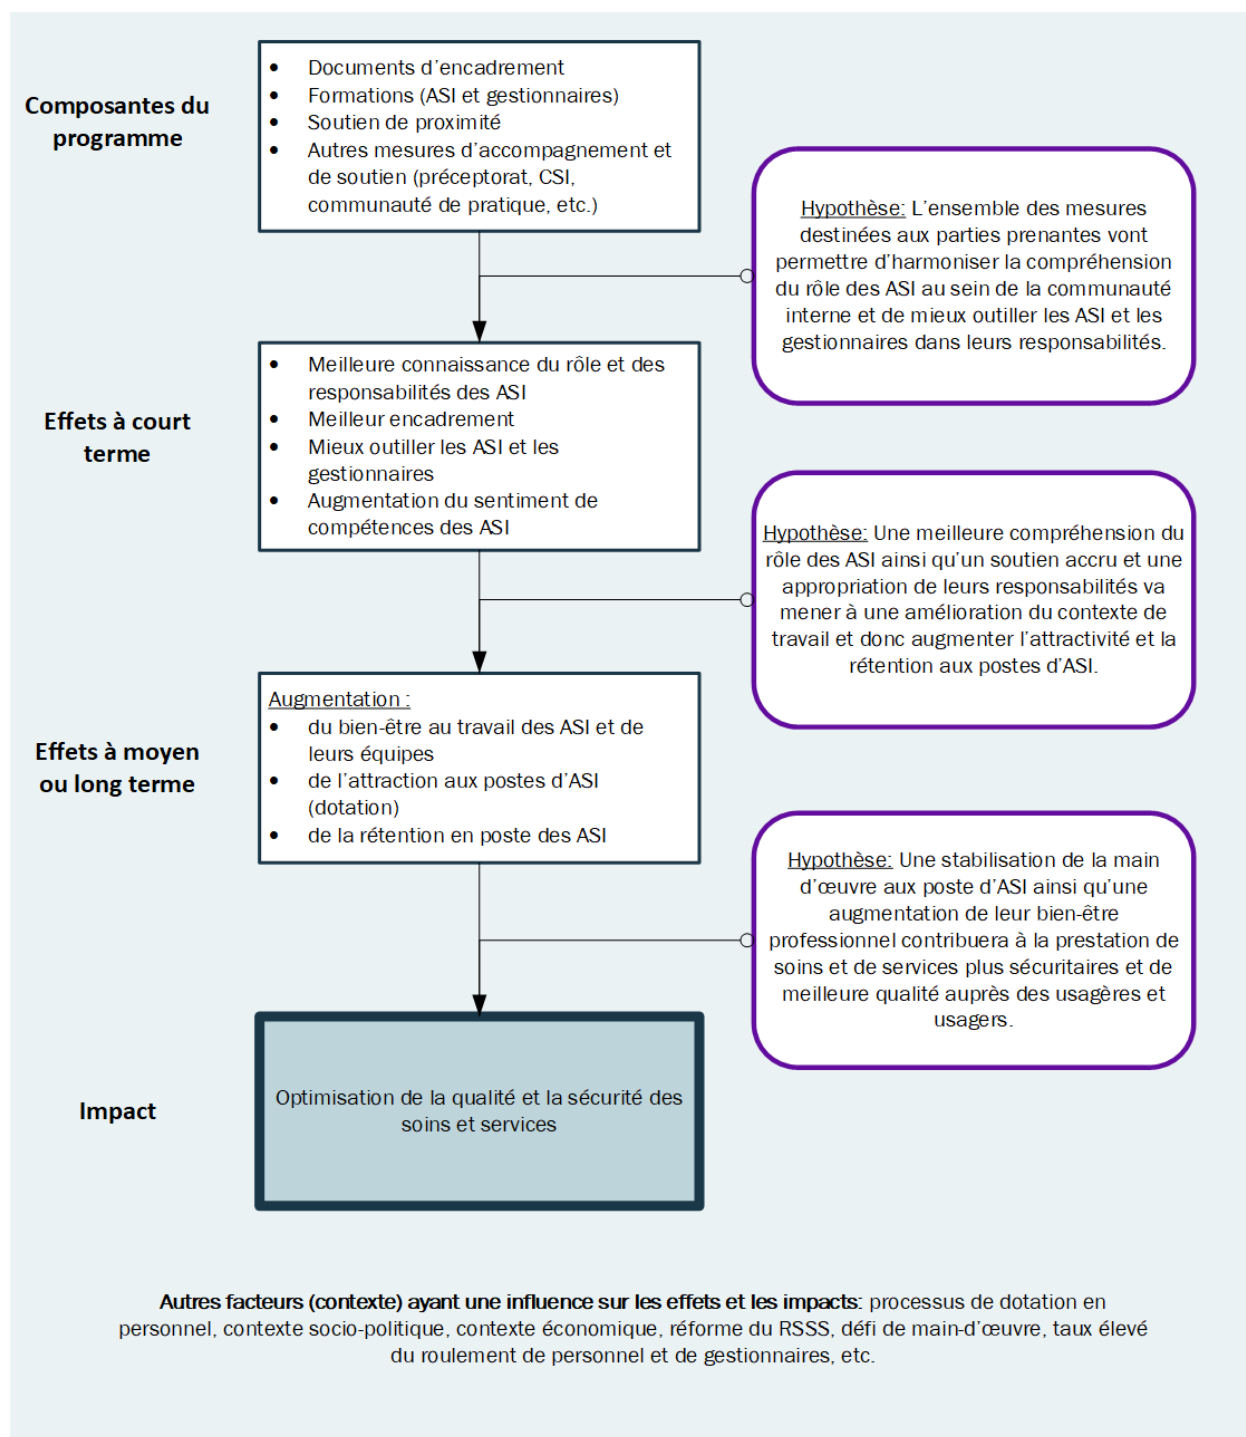 Composantes du
programme
• Documents d’encadrement
• Formations (ASI et gestionnaires)
• Soutien de proximité
• Autres mesures d’accompagnement et
de soutien (préceptorat, CSI,
communauté de pratique, etc.)
Hypothèse: L’ensemble des mesures
destinées aux parties prenantes vont
permettre d’harmoniser la compréhension
du rôle des ASI au sein de la communauté
interne et de mieux outiller les ASI et les
gestionnaires dans leurs responsabilités.
Effets à court
terme
• Meilleure connaissance du rôle et des
responsabilités des ASI
• Meilleur encadrement
• Mieux outiller les ASI et les
gestionnaires
• Augmentation du sentiment de
compétences des ASI
Hypothèse: Une meilleure compréhension du
rôle des ASI ainsi qu’un soutien accru et une
appropriation de leurs responsabilités va
mener à une amélioration du contexte de
travail et donc augmenter l’attractivité et la
rétention aux postes d’ASI.
Effets à moyen
ou long terme
Augmentation :
• du bien-être au travail des ASI et de
leurs équipes
• de l’attraction aux postes d’ASI
(dotation)
• de la rétention en poste des ASI
Hypothèse: Une stabilisation de la main
d’œuvre aux poste d’ASI ainsi qu’une
augmentation de leur bien-être
professionnel contribuera à la prestation de
soins et de services plus sécuritaires et de
meilleure qualité auprès des usagères et
usagers.
Impact
Optimisation de la qualité et la sécurité des
soins et services
Autres facteurs (contexte) ayant une influence sur les effets et les impacts: processus de dotation en
personnel, contexte socio-politique, contexte économique, réforme du RSSS, défi de main-d’œuvre, taux élevé
du roulement de personnel et de gestionnaires, etc.